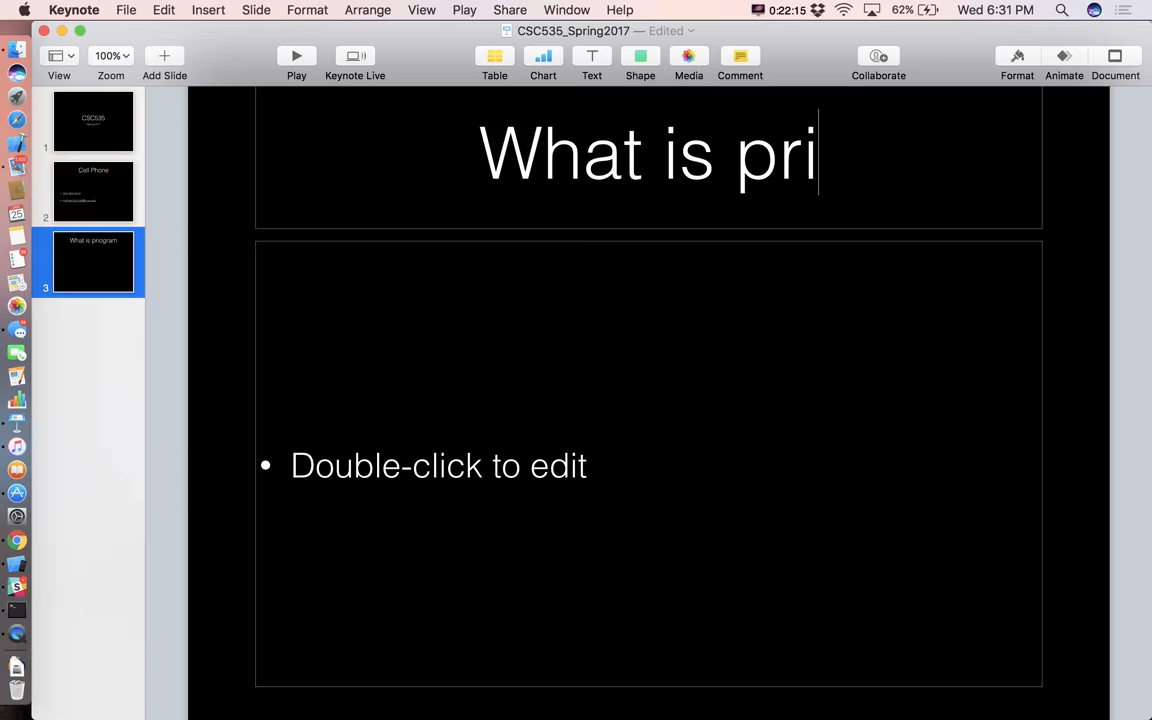 Keynote File Edit Insert Slide Format Arrange View Play Share Window Help 0:22:15 62% Wed 6:31 PM
CSC535_Spring2017 — Edited
100%
View Zoom Add Slide Play Keynote Live Table Chart Text Shape Media Comment Collaborate Format Animate Document
CSC535
1
Cell Phone
2
What is priogram
3
25
What is pri
• Double-click to edit